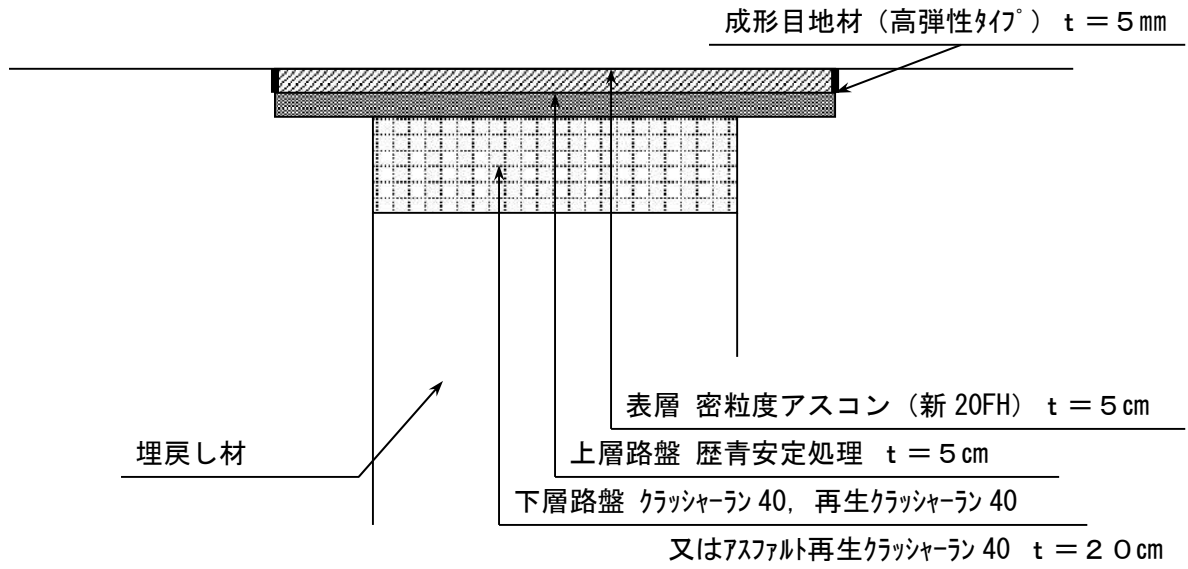 成形目地材（高弾性ﾀｲﾌﾟ）ｔ＝５㎜
表層 密粒度アスコン（新 20FH）ｔ＝５㎝
埋戻し材
上層路盤 歴青安定処理 ｔ＝５㎝
下層路盤 ｸﾗｯｼｬｰﾗﾝ 40, 再生ｸﾗｯｼｬｰﾗﾝ 40
又はｱｽﾌｧﾙﾄ再生ｸﾗｯｼｬｰﾗﾝ 40 ｔ＝２０㎝